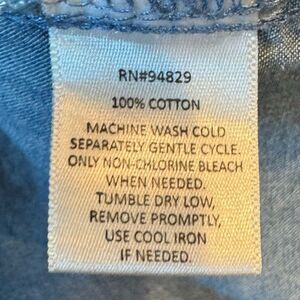 RN#94829
100% COTTON
MACHINE WASH COLD
SEPARATELY GENTLE CYCLE.
ONLY NON-CHLORINE BLEACH
WHEN NEEDED.
TUMBLE DRY LOW,
REMOVE PROMPTLY,
USE COOL IRON
IF NEEDED.